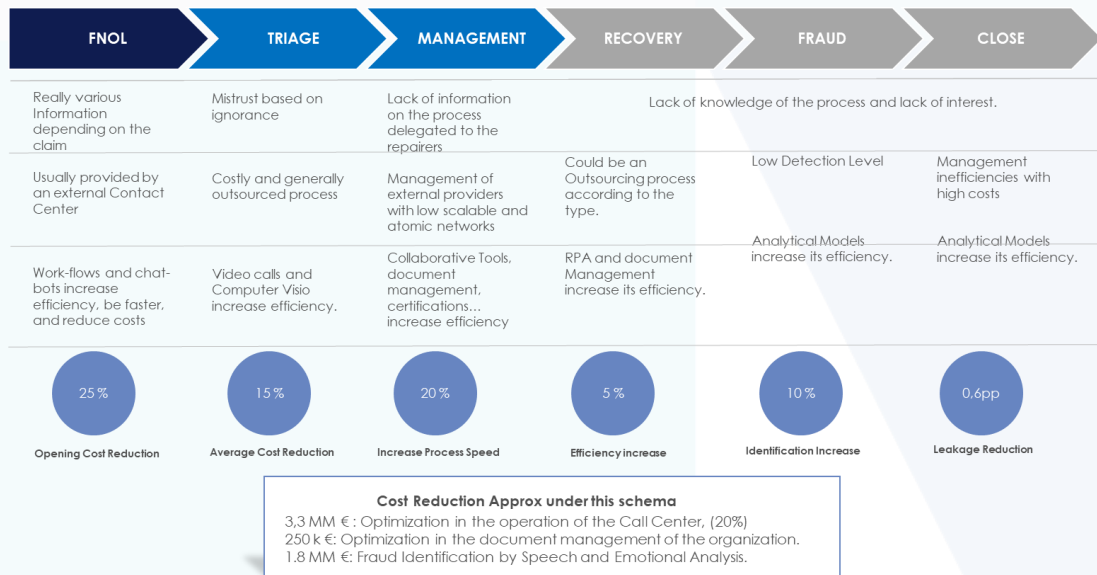 FNOL
TRIAGE
MANAGEMENT
RECOVERY
FRAUD
CLOSE
Really various
Information
depending on the
claim
Mistrust based on
ignorance
Lack of information
on the process
delegated to the
repairers
Lack of knowledge of the process and lack of interest.
Usually provided by
an external Contact
Center
Costly and generally
outsourced process
Management of
external providers
with low scalable and
atomic networks
Could be an
Outsourcing process
according to the
type.
Low Detection Level
Management
inefficiencies with
high costs
Work-flows and chat-
bots increase
efficiency, be faster,
and reduce costs
Video calls and
Computer Visio
increase efficiency.
Collaborative Tools,
document
management,
certifications...
increase efficiency
RPA and document
Management
increase its efficiency.
Analytical Models
increase its efficiency.
Analytical Models
increase its efficiency.
25 %
15 %
20 %
5 %
10 %
0,6pp
Opening Cost Reduction
Average Cost Reduction
Increase Process Speed
Efficiency increase
Identification Increase
Leakage Reduction
Cost Reduction Approx under this schema
3,3 MM € : Optimization in the operation of the Call Center, (20%)
250 k €: Optimization in the document management of the organization.
1.8 MM €: Fraud Identification by Speech and Emotional Analysis.